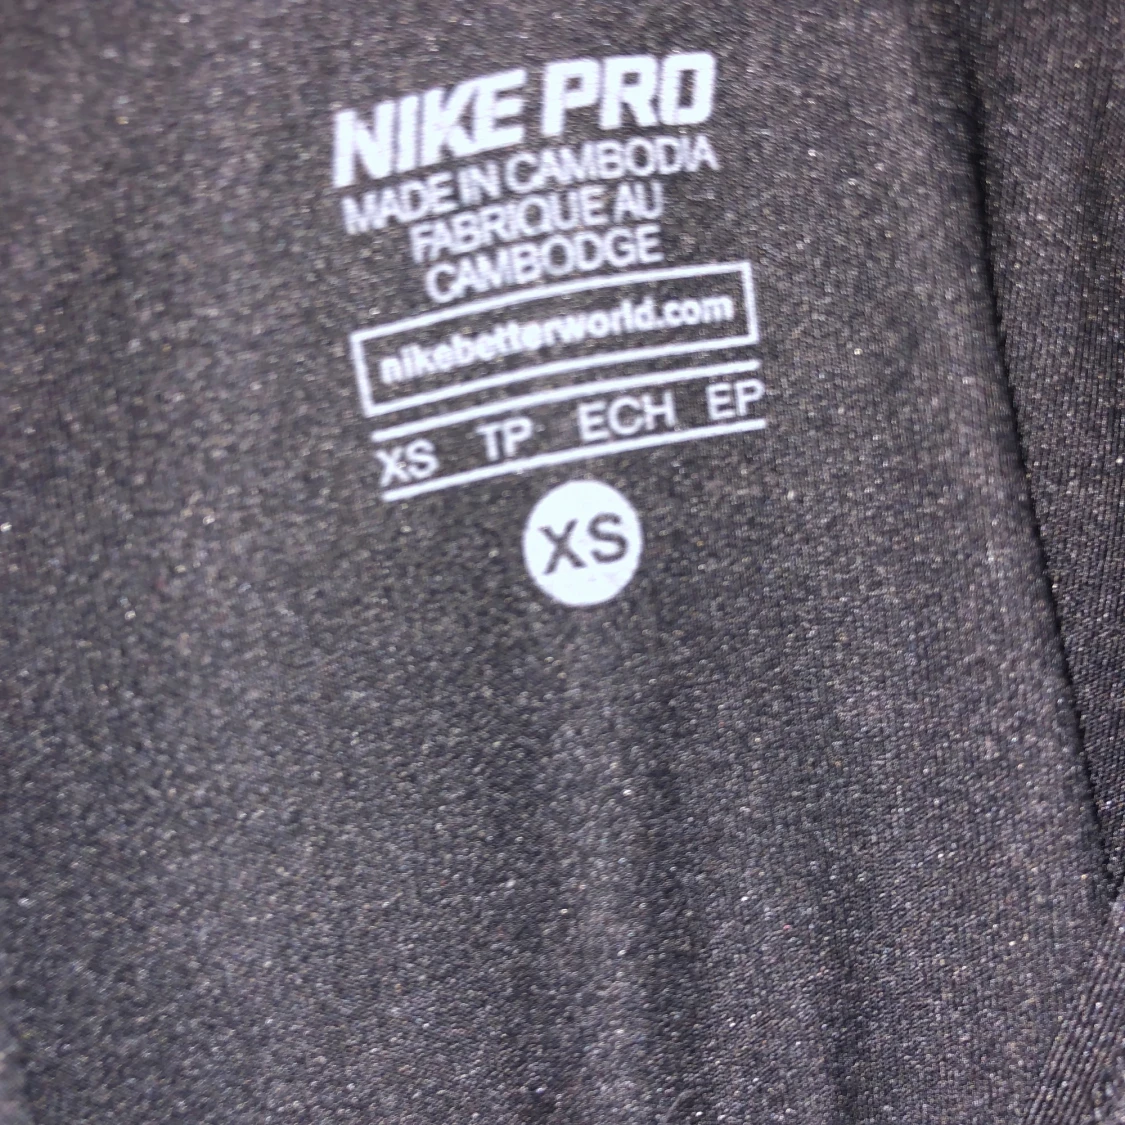 NIKE PRO
MADE IN CAMBODIA
FABRIQUE AU
CAMBODGE
nikebetterworld.com
XS TP ECH EP
XS